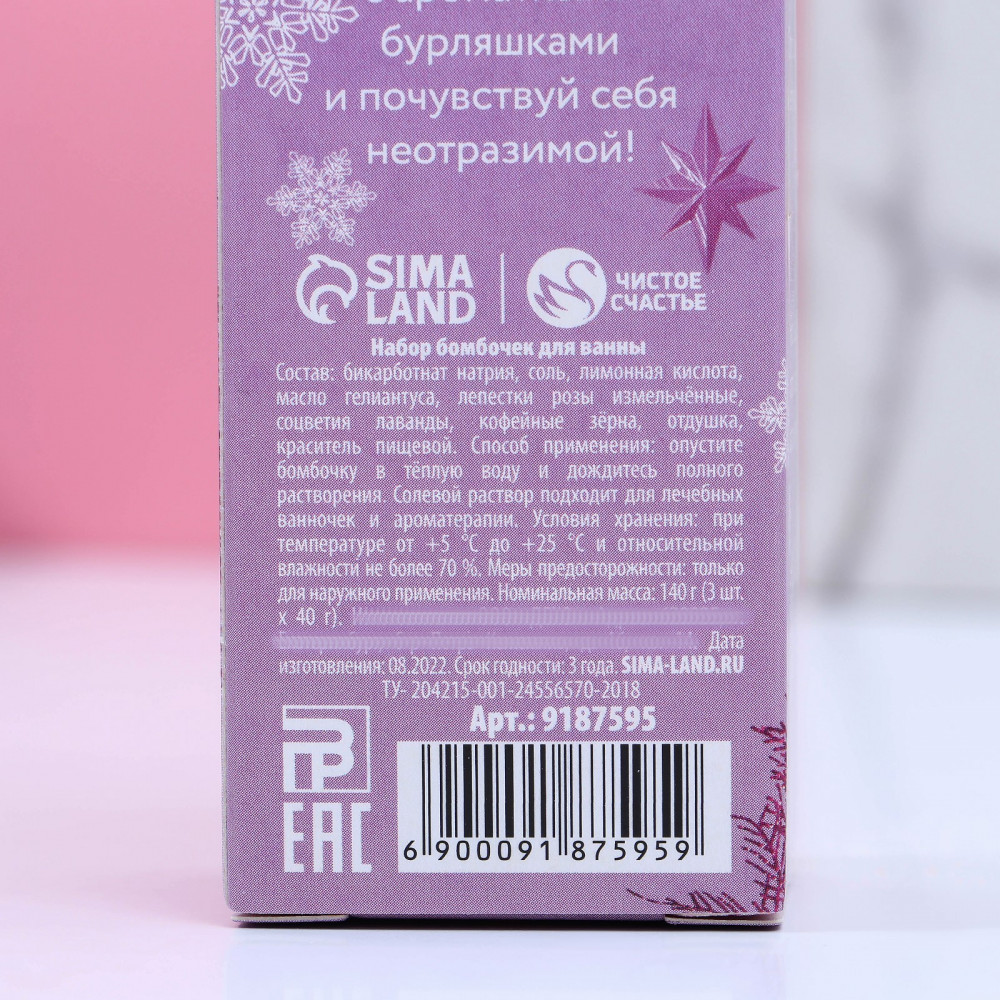 бурляшками
и почувствуй себя
неотразимой!
SIMA
LAND
ЧИСТОЕ
СЧАСТЬЕ
Набор бомбочек для ванны
Состав: бикарботнат натрия, соль, лимонная кислота,
масло гелиантуса, лепестки розы измельчённые,
соцветия лаванды, кофейные зёрна, отдушка,
краситель пищевой. Способ применения: опустите
бомбочку в тёплую воду и дождитесь полного
растворения. Солевой раствор подходит для лечебных
ванночек и ароматерапии. Условия хранения: при
температуре от +5 °C до +25 °C и относительной
влажности не более 70 %. Меры предосторожности: только
для наружного применения. Номинальная масса: 140 г (3 шт.
х 40 г).
Дата
изготовления: 08.2022. Срок годности: 3 года. SIMA-LAND.RU
ТУ- 204215-001-24556570-2018
Арт.: 9187595
EAC
6 900091 875959